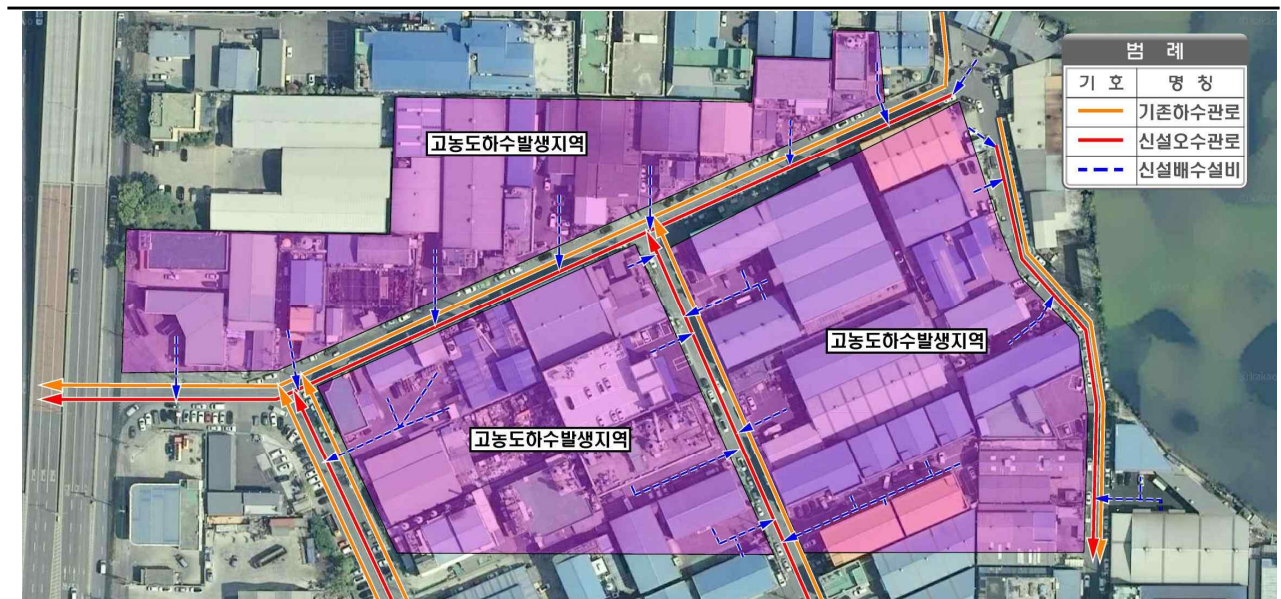 범 례
기 호 명 칭
기존하수관로
신설오수관로
신설배수설비
고농도하수발생지역
고농도하수발생지역
고농도하수발생지역